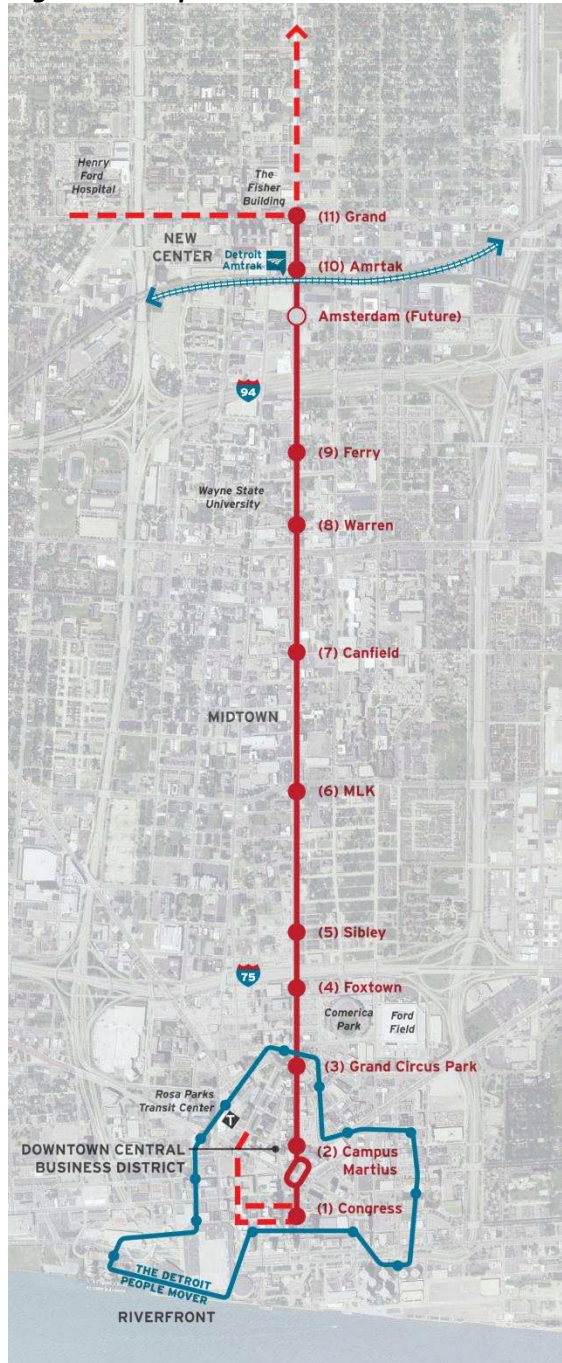 Henry
Ford
Hospital
The
Fisher
Building
(11) Grand
NEW
CENTER
Detroit
Amtrak
(10) Amrtak
Amsterdam (Future)
94
(9) Ferry
Wayne State
University
(8) Warren
(7) Canfield
MIDTOWN
(6) MLK
(5) Sibley
75
(4) Foxtown
Comerica
Park
Ford
Field
(3) Grand Circus Park
Rosa Parks
Transit Center
T
DOWNTOWN CENTRAL
BUSINESS DISTRICT
(2) Campus
Martius
(1) Congress
THE DETROIT
PEOPLE MOVER
RIVERFRONT